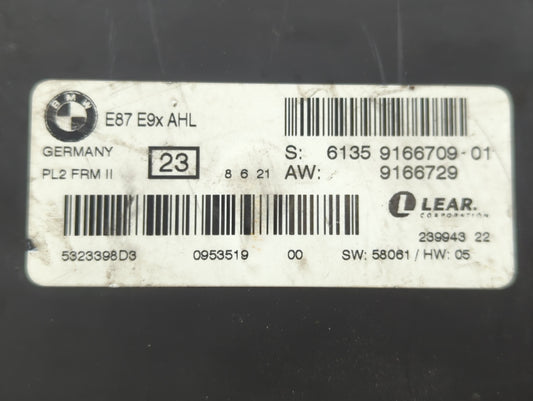 BMW
E87 E9x AHL
GERMANY
PL2 FRM II
23
8 6 21
S: 6135 9166709-01
AW: 9166729
LEAR.
CORPORATION
239943 22
5323398D3 0953519 00 SW: 58061 / HW: 05